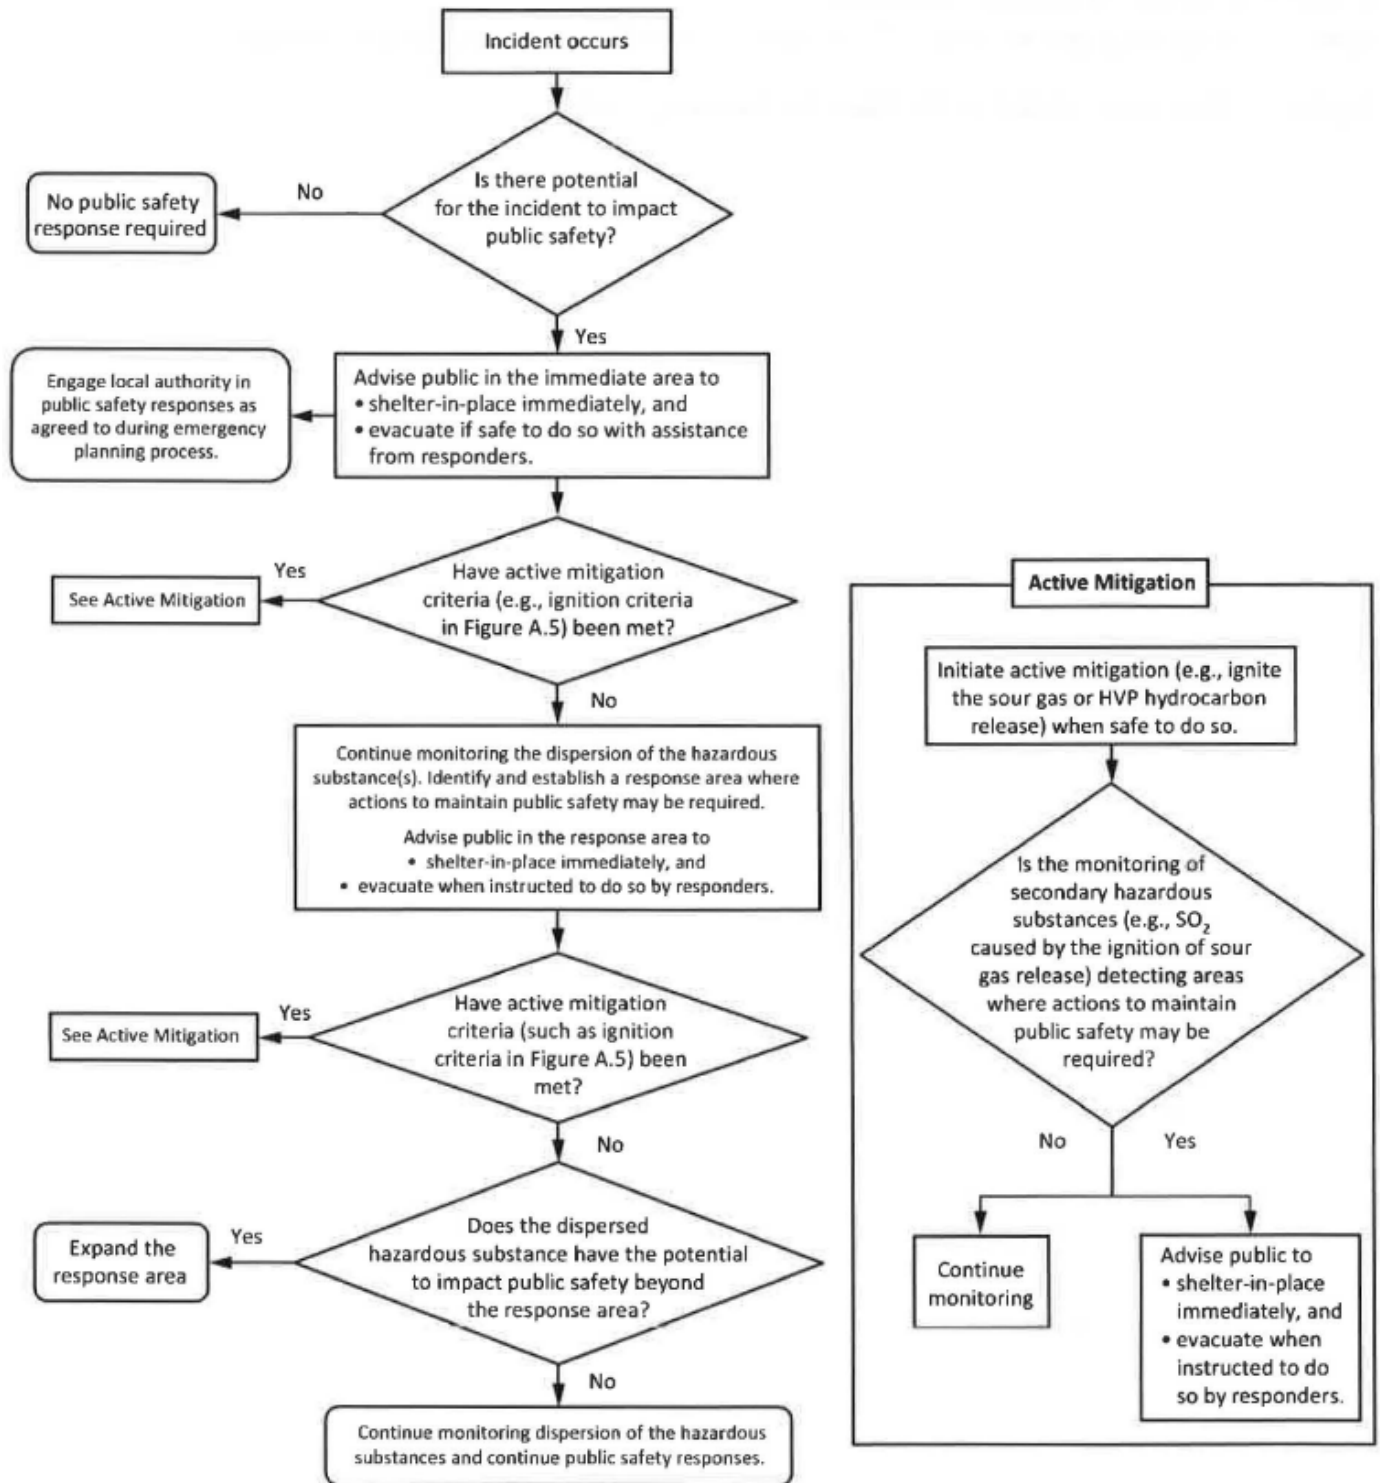 Incident occurs
Is there potential
for the incident to impact
public safety?
No
No public safety
response required
Yes
Advise public in the immediate area to
• shelter-in-place immediately, and
• evacuate if safe to do so with assistance
from responders.
Engage local authority in
public safety responses as
agreed to during emergency
planning process.
Have active mitigation
criteria (e.g., ignition criteria
in Figure A.5) been met?
Yes
See Active Mitigation
No
Continue monitoring the dispersion of the hazardous
substance(s). Identify and establish a response area where
actions to maintain public safety may be required.
Advise public in the response area to
• shelter-in-place immediately, and
• evacuate when instructed to do so by responders.
Have active mitigation
criteria (such as ignition
criteria in Figure A.5) been
met?
Yes
See Active Mitigation
No
Does the dispersed
hazardous substance have the potential
to impact public safety beyond
the response area?
Yes
Expand the
response area
No
Continue monitoring dispersion of the hazardous
substances and continue public safety responses.
Active Mitigation
Initiate active mitigation (e.g., ignite
the sour gas or HVP hydrocarbon
release) when safe to do so.
Is the monitoring of
secondary hazardous
substances (e.g., SO₂
caused by the ignition of sour
gas release) detecting areas
where actions to maintain
public safety may be
required?
No
Yes
Continue
monitoring
Advise public to
• shelter-in-place
immediately, and
• evacuate when
instructed to do
so by responders.